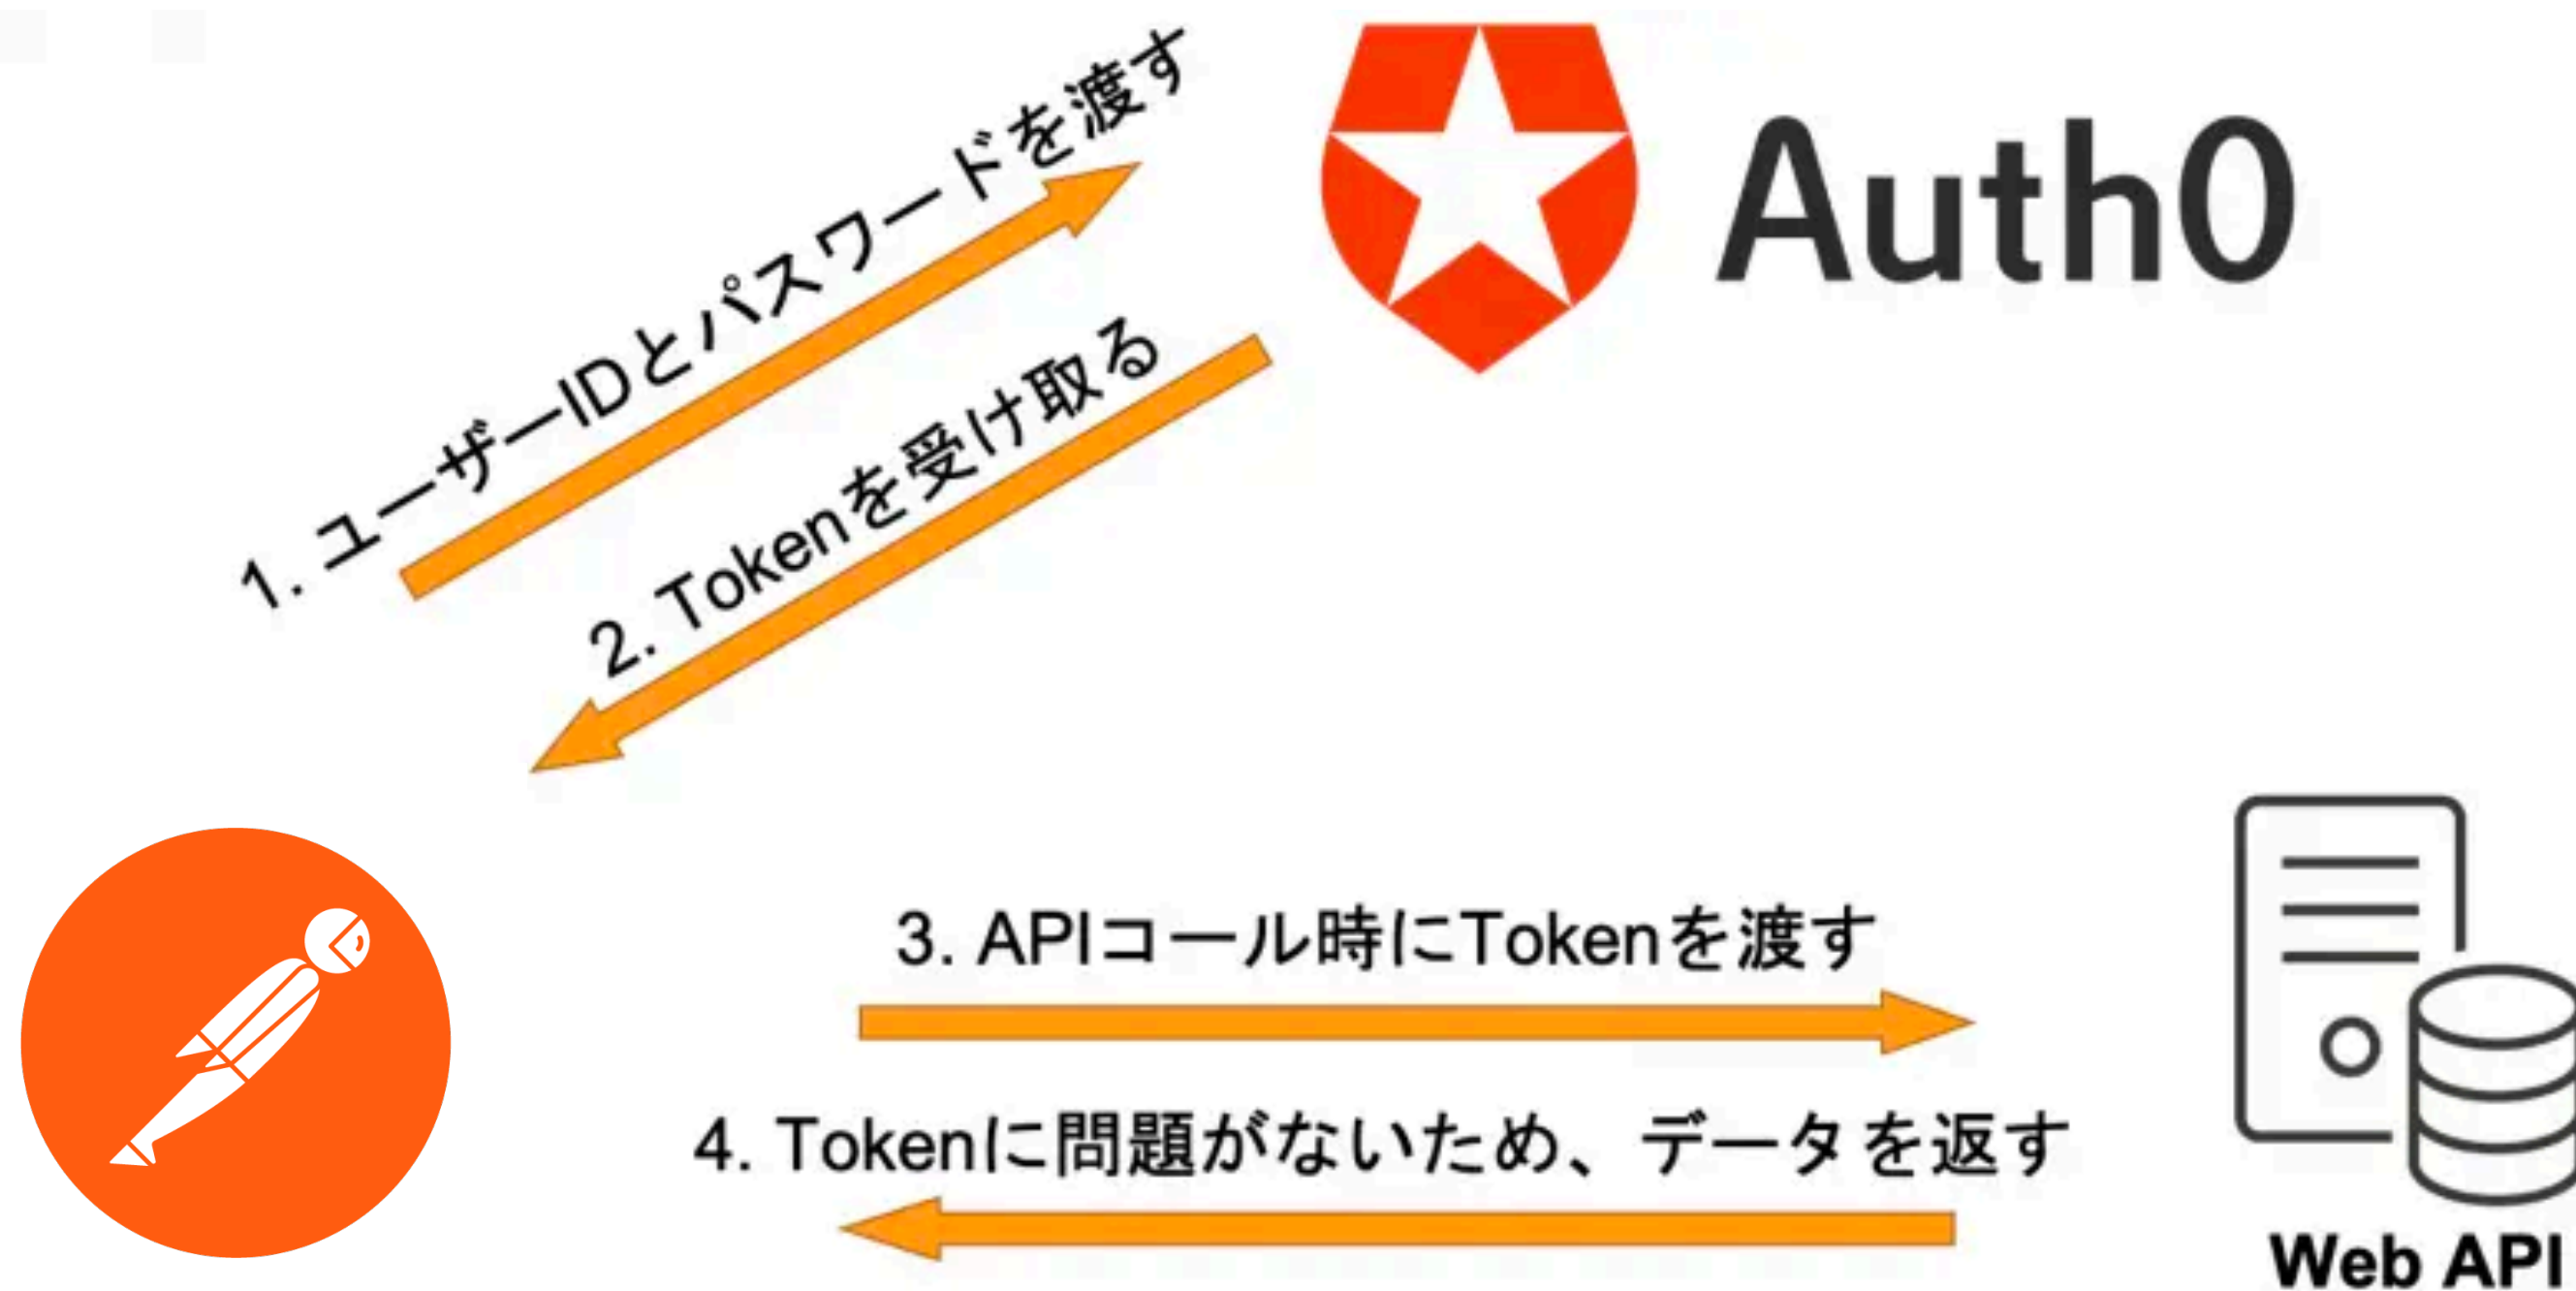 1. ユーザーIDとパスワードを渡す
Auth0
2. Tokenを受け取る
3. APIコール時にTokenを渡す
4. Tokenに問題がないため、データを返す
Web API